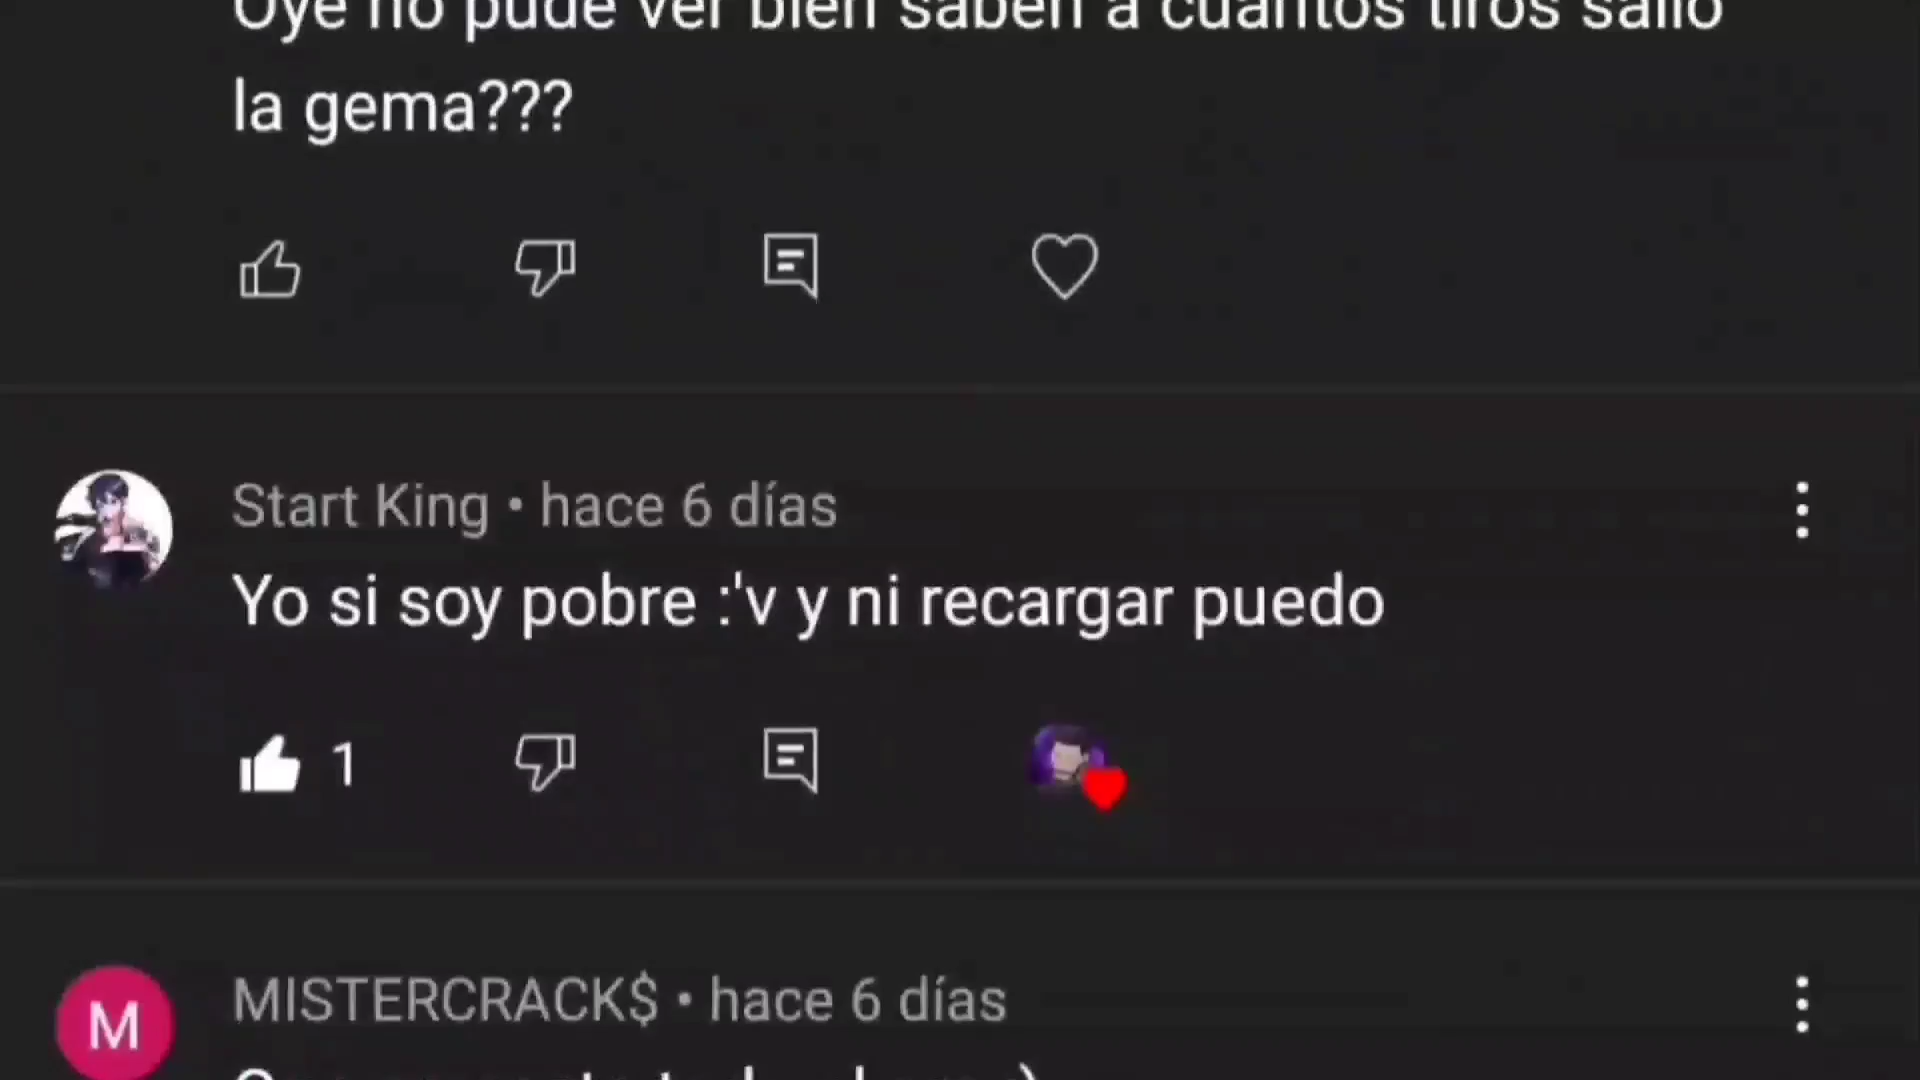 Oye no pude ver bien saben a cuantos tiros salio
la gema???
Start King • hace 6 días
Yo si soy pobre :'v y ni recargar puedo
1
M
MISTERCRACK$ • hace 6 días